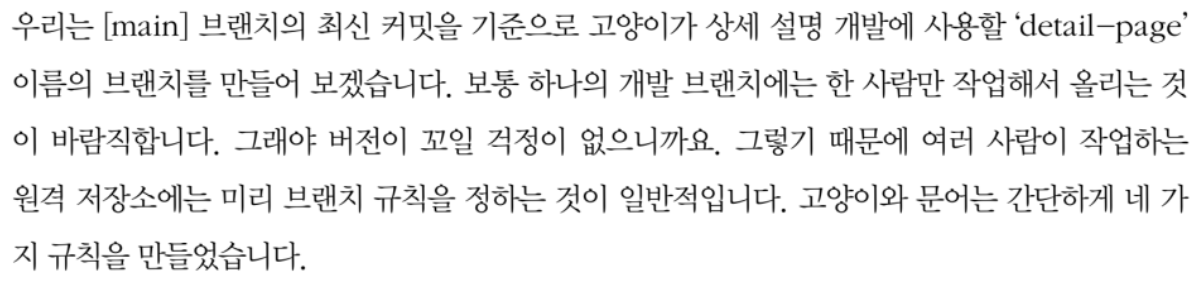 우리는 [main] 브랜치의 최신 커밋을 기준으로 고양이가 상세 설명 개발에 사용할 ‘detail-page’
이름의 브랜치를 만들어 보겠습니다. 보통 하나의 개발 브랜치에는 한 사람만 작업해서 올리는 것
이 바람직합니다. 그래야 버전이 꼬일 걱정이 없으니까요. 그렇기 때문에 여러 사람이 작업하는
원격 저장소에는 미리 브랜치 규칙을 정하는 것이 일반적입니다. 고양이와 문어는 간단하게 네 가
지 규칙을 만들었습니다.